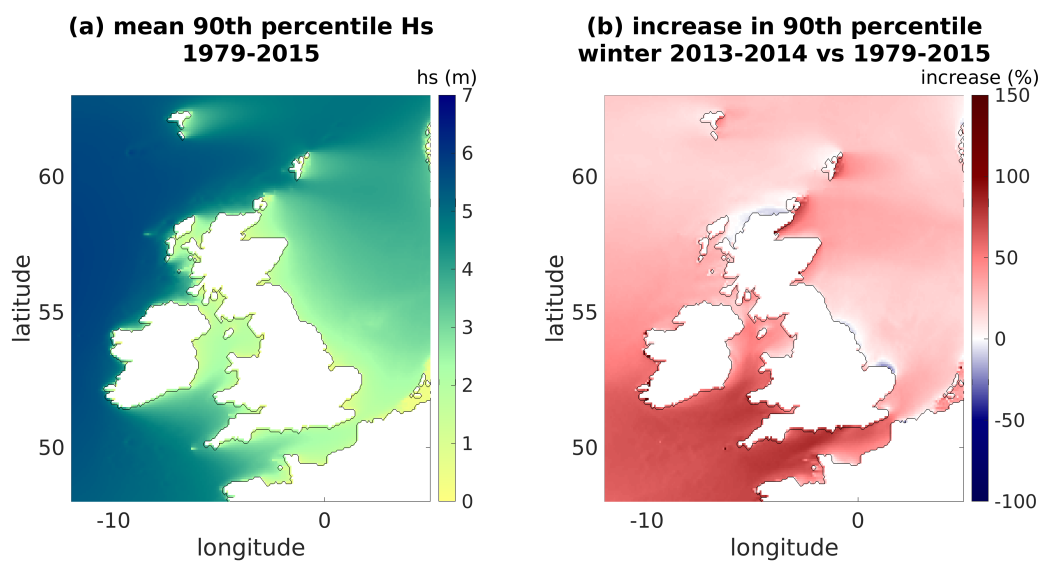 (a) mean 90th percentile Hs
1979-2015
hs (m)
7
6
5
4
3
2
1
0
60
55
50
latitude
-10
0
longitude
(b) increase in 90th percentile
winter 2013-2014 vs 1979-2015
increase (%)
150
100
50
0
-50
-100
60
55
50
latitude
-10
0
longitude